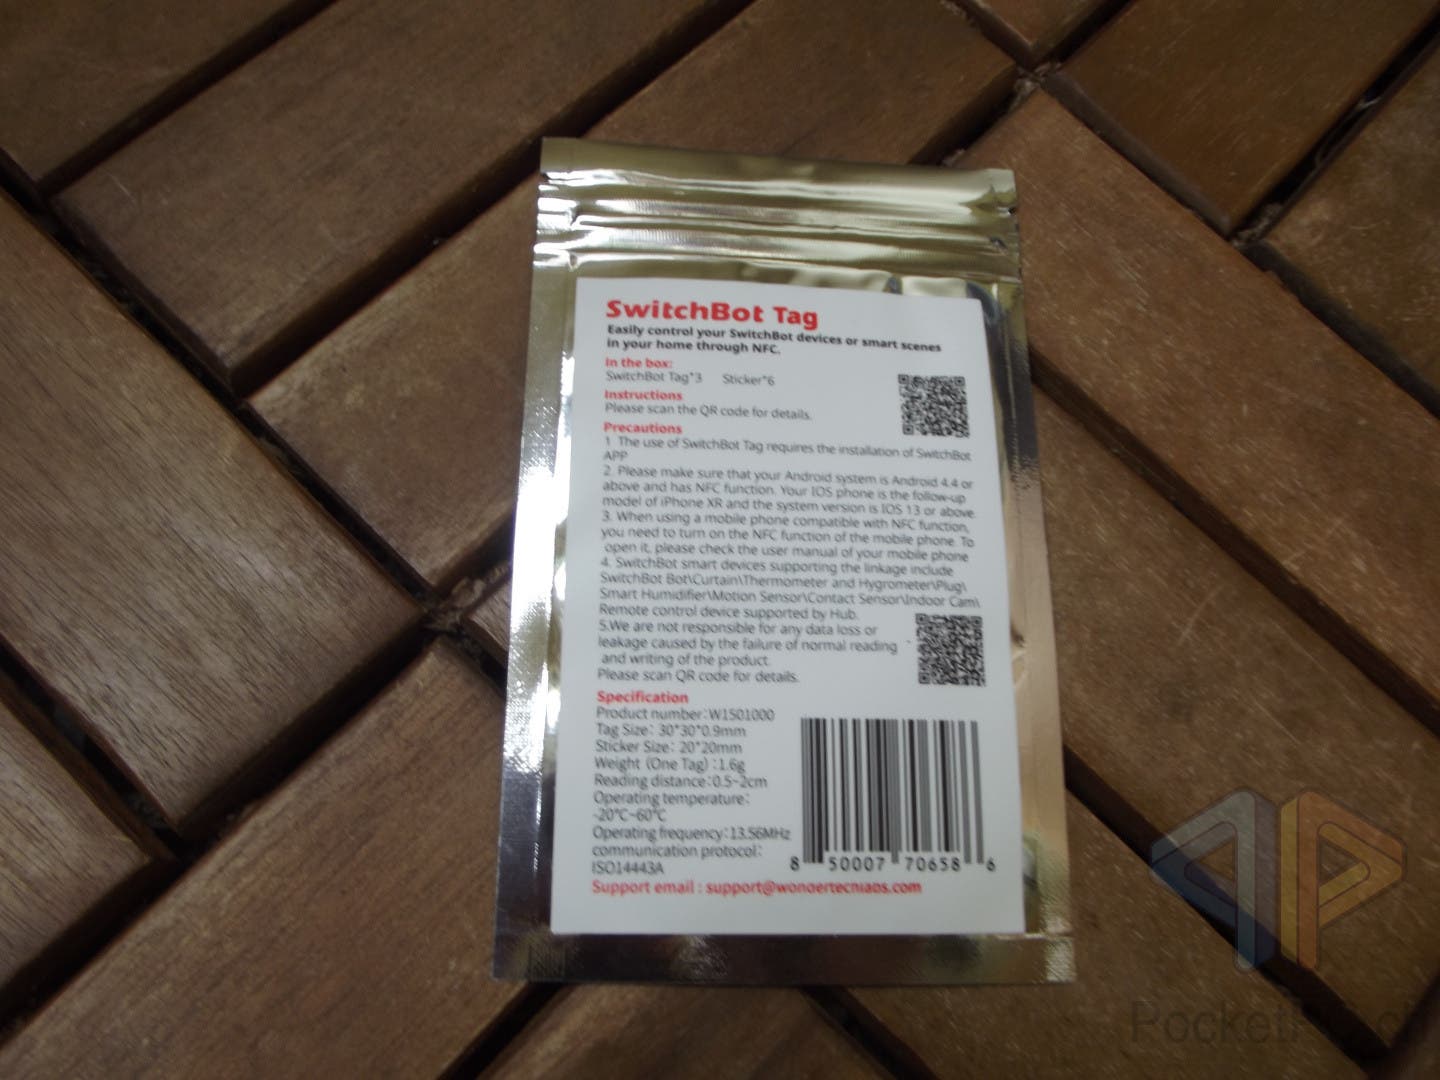 SwitchBot Tag
Easily control your SwitchBot devices or smart scenes
in your home through NFC.
In the box:
SwitchBot Tag*3 Sticker*6
Instructions
Please scan the QR code for details.
Precautions
1 The use of SwitchBot Tag requires the installation of SwitchBot
APP
2. Please make sure that your Android system is Android 4.4 or
above and has NFC function. Your IOS phone is the follow-up
model of iPhone XR and the system version is IOS 13 or above.
3. When using a mobile phone compatible with NFC function,
you need to turn on the NFC function of the mobile phone. To
open it, please check the user manual of your mobile phone
4. SwitchBot smart devices supporting the linkage include
SwitchBot Bot\Curtain\Thermometer and Hygrometer\Plug\
Smart Humidifier\Motion Sensor\Contact Sensor\Indoor Cam\
Remote control device supported by Hub.
5.We are not responsible for any data loss or
leakage caused by the failure of normal reading
and writing of the product.
Please scan QR code for details.
Specification
Product number:W1501000
Tag Size: 30*30*0.9mm
Sticker Size: 20*20mm
Weight (One Tag) :1.6g
Reading distance:0.5~2cm
Operating temperature:
-20℃~60℃
Operating frequency:13.56MHz
communication protocol:
ISO14443A
8 50007 70658 6
Support email : support@wondertechlabs.com